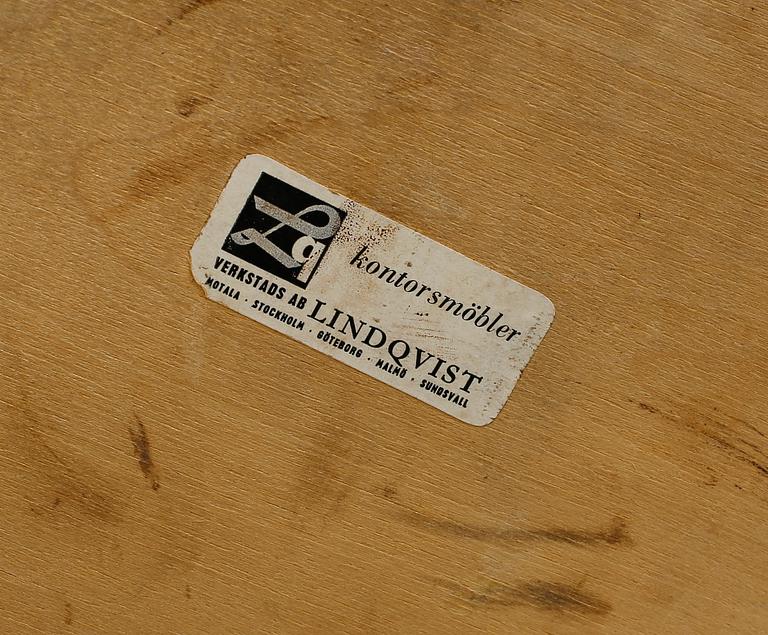 Lq
kontorsmöbler
VERKSTADS AB LINDQVIST
MOTALA · STOCKHOLM · GÖTEBORG · MALMÖ · SUNDSVALL